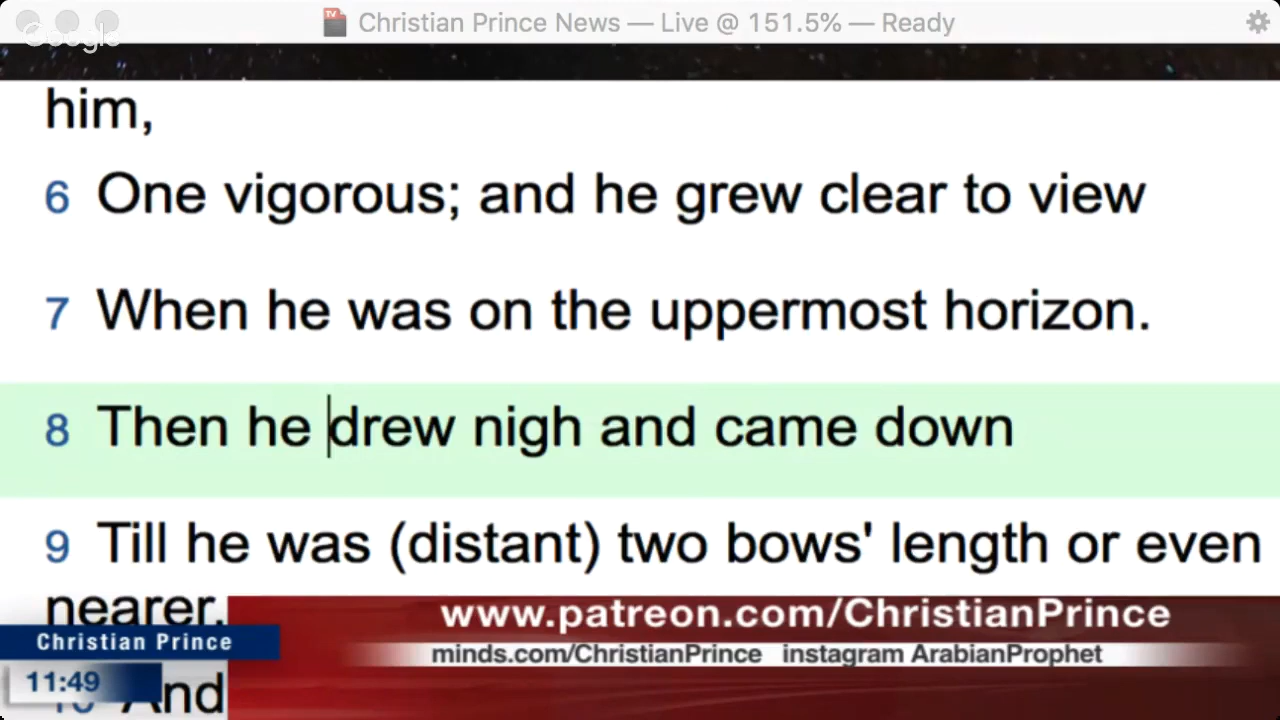 Christian Prince News — Live @ 151.5% — Ready
Google
him,
6 One vigorous; and he grew clear to view
7 When he was on the uppermost horizon.
8 Then he drew nigh and came down
9 Till he was (distant) two bows' length or even
nearer,
www.patreon.com/ChristianPrince
Christian Prince
minds.com/ChristianPrince instagram ArabianProphet
11:49
10 And